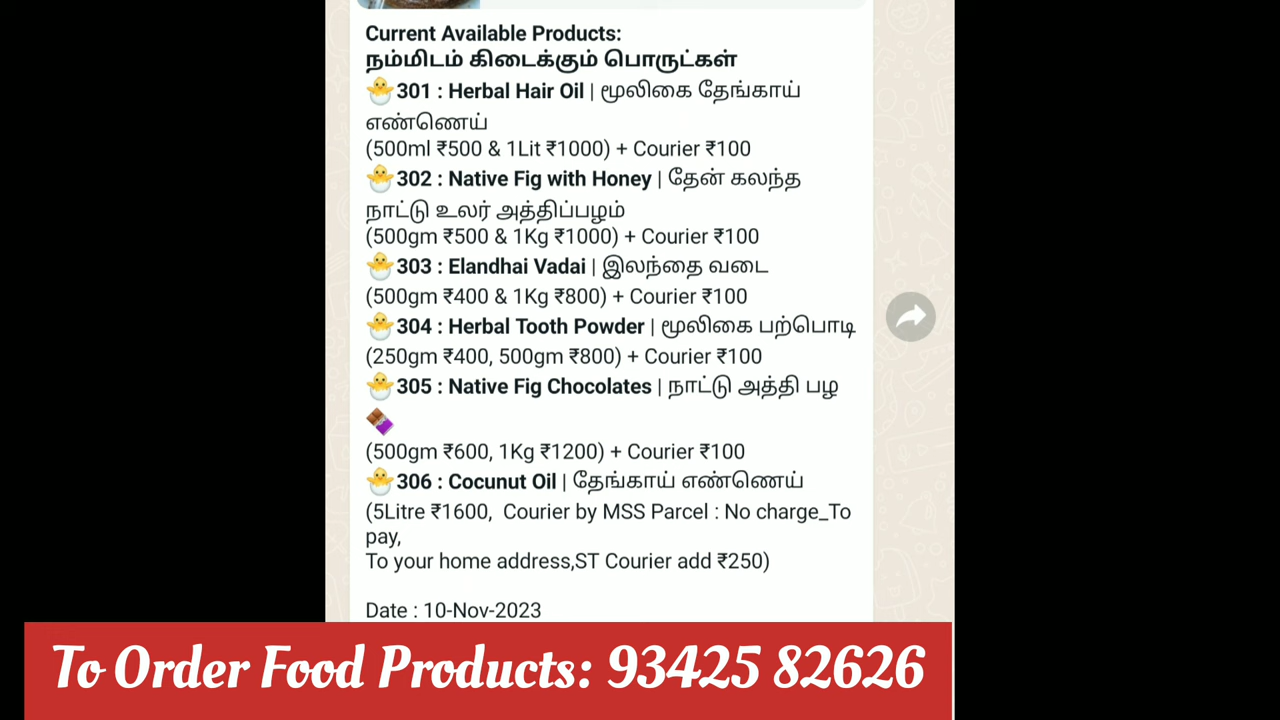 Current Available Products:
நம்மிடம் கிடைக்கும் பொருட்கள்
🐣301 : Herbal Hair Oil | மூலிகை தேங்காய்
எண்ணெய்
(500ml ₹500 & 1Lit ₹1000) + Courier ₹100
🐣302 : Native Fig with Honey | தேன் கலந்த
நாட்டு உலர் அத்திப்பழம்
(500gm ₹500 & 1Kg ₹1000) + Courier ₹100
🐣303 : Elandhai Vadai | இலந்தை வடை
(500gm ₹400 & 1Kg ₹800) + Courier ₹100
🐣304 : Herbal Tooth Powder | மூலிகை பற்பொடி
(250gm ₹400, 500gm ₹800) + Courier ₹100
🐣305 : Native Fig Chocolates | நாட்டு அத்தி பழ
🍫
(500gm ₹600, 1Kg ₹1200) + Courier ₹100
🐣306 : Cocunut Oil | தேங்காய் எண்ணெய்
(5Litre ₹1600,  Courier by MSS Parcel : No charge_To
pay,
To your home address,ST Courier add ₹250)
Date : 10-Nov-2023
To Order Food Products: 93425 82626